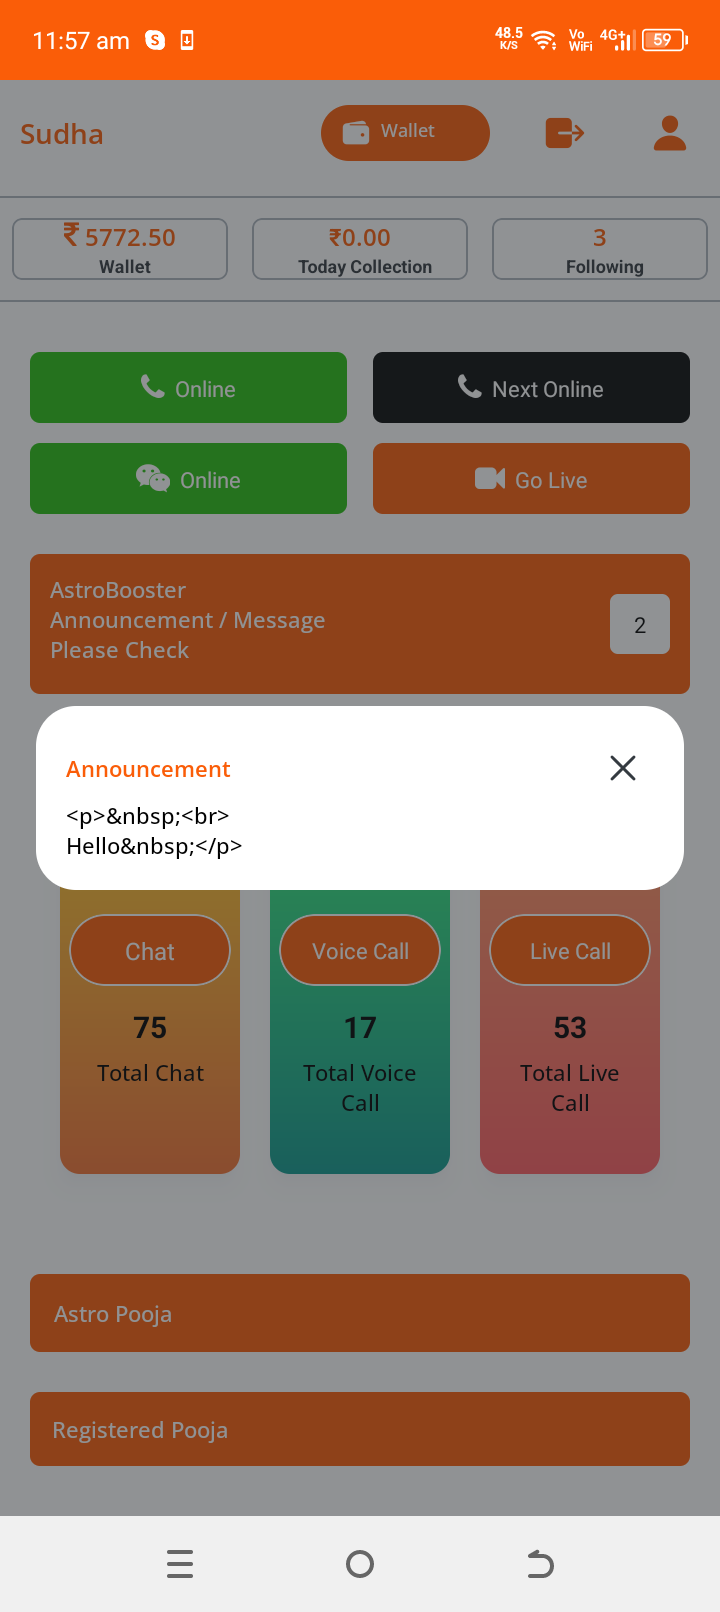 11:57 am
48.5 K/S Vo WiFi 4G+ 59
Sudha
Wallet
₹ 5772.50
Wallet
₹0.00
Today Collection
3
Following
Online
Next Online
Online
Go Live
AstroBooster
Announcement / Message
Please Check
2
Announcement
<p>&nbsp;<br>
Hello&nbsp;</p>
Chat
Voice Call
Live Call
75
17
53
Total Chat
Total Voice
Call
Total Live
Call
Astro Pooja
Registered Pooja